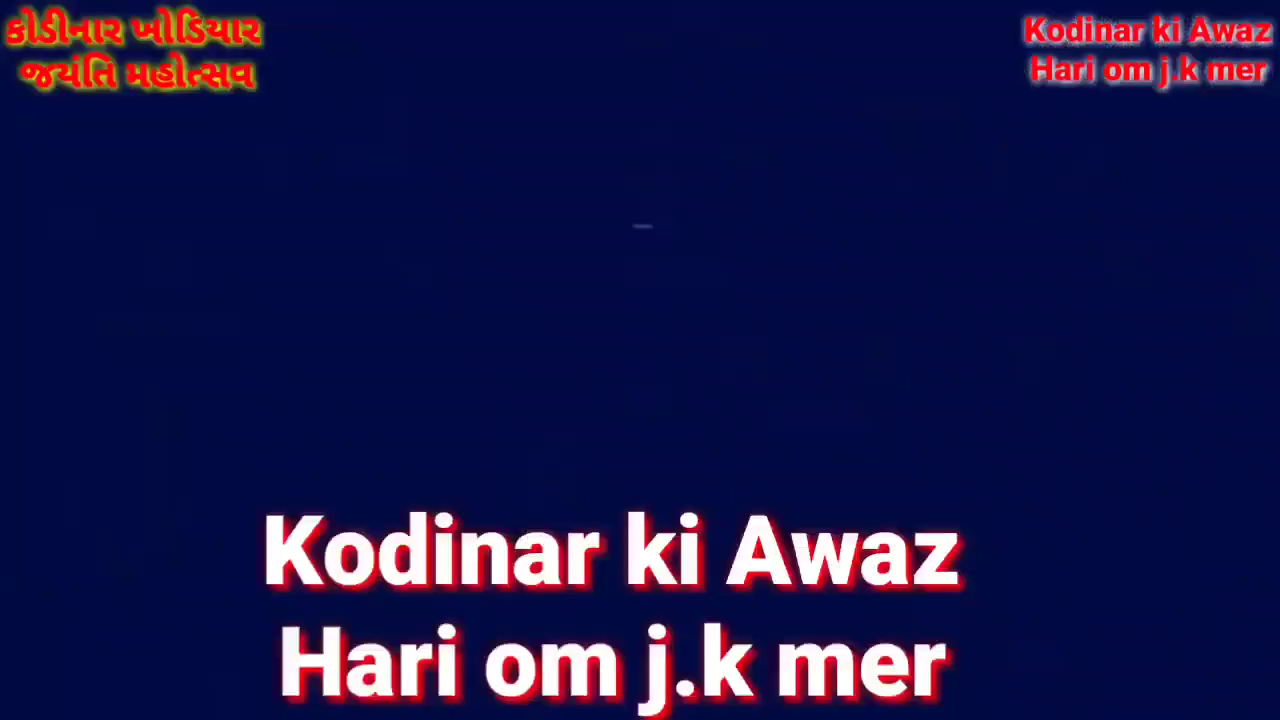 કોડીનાર ખોડિયાર
જયંતિ મહોત્સવ
Kodinar ki Awaz
Hari om j.k mer
Kodinar ki Awaz
Hari om j.k mer